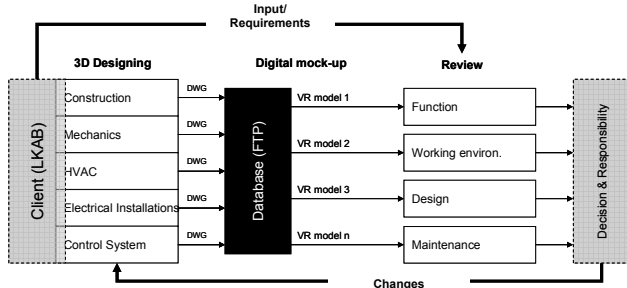 Input/
Requirements
3D Designing
Digital mock-up
Review
Client (LKAB)
Construction
Mechanics
HVAC
Electrical Installations
Control System
DWG
DWG
DWG
DWG
DWG
Database (FTP)
VR model 1
VR model 2
VR model 3
VR model n
Function
Working environ.
Design
Maintenance
Decision & Responsibility
Changes